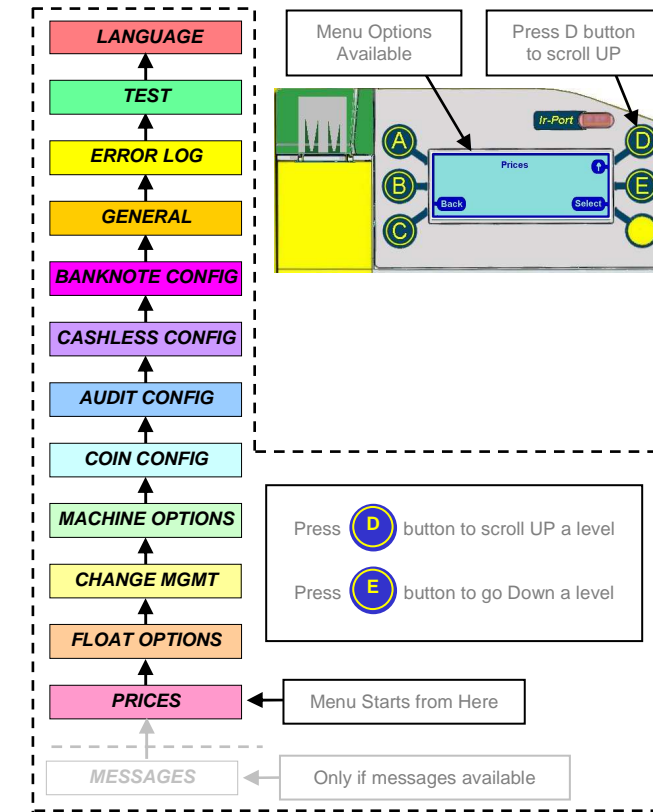 LANGUAGE
TEST
ERROR LOG
GENERAL
BANKNOTE CONFIG
CASHLESS CONFIG
AUDIT CONFIG
COIN CONFIG
MACHINE OPTIONS
CHANGE MGMT
FLOAT OPTIONS
PRICES
MESSAGES
Menu Options
Available
Press D button
to scroll UP
Ir-Port
A
B
C
D
E
Prices
Back
Select
Press D button to scroll UP a level
Press E button to go Down a level
Menu Starts from Here
Only if messages available